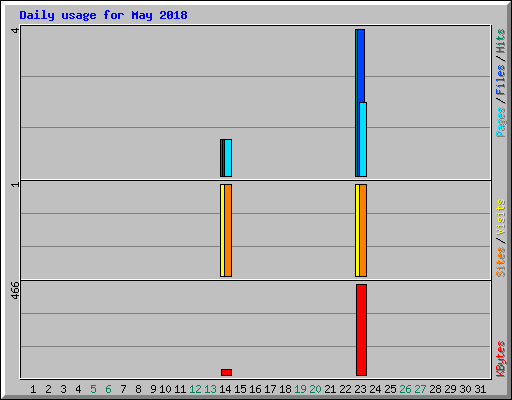 Daily usage for May 2018
4
1
466
Pages / Files / Hits
Sites / Visits
KBytes
1 2 3 4 5 6 7 8 9 10 11 12 13 14 15 16 17 18 19 20 21 22 23 24 25 26 27 28 29 30 31